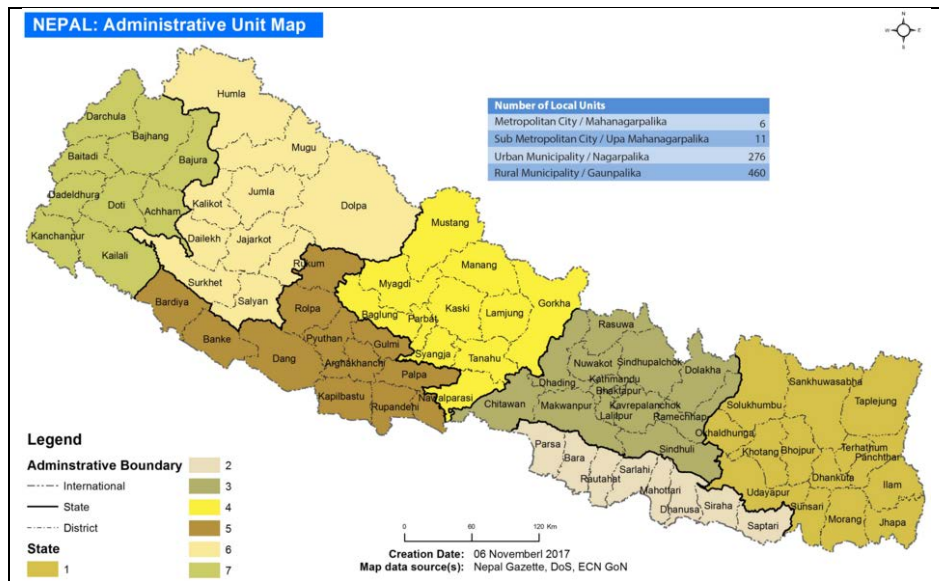 NEPAL: Administrative Unit Map
N
W E
S
Number of Local Units
Metropolitan City / Mahanagarpalika 6
Sub Metropolitan City / Upa Mahanagarpalika 11
Urban Municipality / Nagarpalika 276
Rural Municipality / Gaunpalika 460
Humla
Darchula
Bajhang
Mugu
Baitadi
Bajura
Dadeldhura
Doti
Achham
Kalikot
Jumla
Dolpa
Kanchanpur
Kailali
Dailekh
Jajarkot
Mustang
Surkhet
Salyan
Rukum
Manang
Bardiya
Rolpa
Myagdi
Kaski
Lamjung
Gorkha
Banke
Dang
Pyuthan
Gulmi
Baglung
Parbat
Syangja
Tanahu
Arghakhanchi
Palpa
Kapilbastu
Rupandehi
Nawalparasi
Rasuwa
Nuwakot
Sindhupalchok
Dolakha
Dhading
Kathmandu
Bhaktapur
Chitawan
Makwanpur
Lalitpur
Kavrepalanchok
Ramechhap
Sindhuli
Sankhuwasabha
Solukhumbu
Taplejung
Okhaldhunga
Khotang
Bhojpur
Terhathum
Panchthar
Dhankuta
Ilam
Udayapur
Sunsari
Morang
Jhapa
Parsa
Bara
Rautahat
Sarlahi
Mahottari
Dhanusa
Siraha
Saptari
Legend
Adminstrative Boundary
International
State
District
State
1
2
3
4
5
6
7
0 60 120 Km
Creation Date: 06 Novemberl 2017
Map data source(s): Nepal Gazette, DoS, ECN GoN